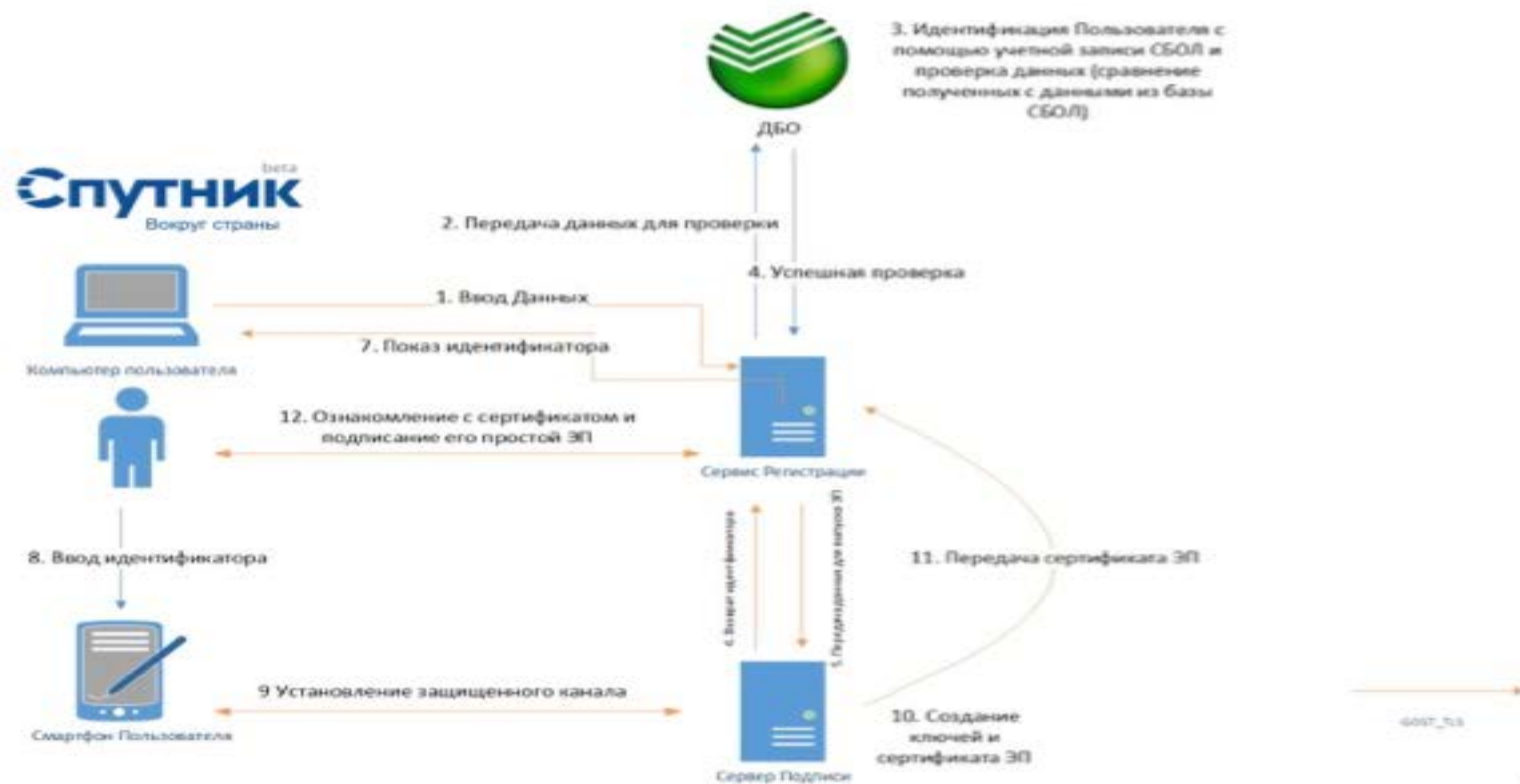 3. Идентификация Пользователя с
помощью учетной записи СБОЛ и
проверка данных (сравнение
полученных с данными из базы
СБОЛ)
ДБО
beta
Спутник
Вокруг страны
2. Передача данных для проверки
4. Успешная проверка
1. Ввод Данных
7. Показ идентификатора
Компьютер пользователя
12. Ознакомление с сертификатом и
подписание его простой ЭП
Сервис Регистрации
6. Возврат идентификатора
5. Передача данных для выпуска ЭП
8. Ввод идентификатора
11. Передача сертификата ЭП
9 Установление защищенного канала
Смартфон Пользователя
10. Создание
ключей и
сертификата ЭП
Сервер Подписи
GOST_TLS